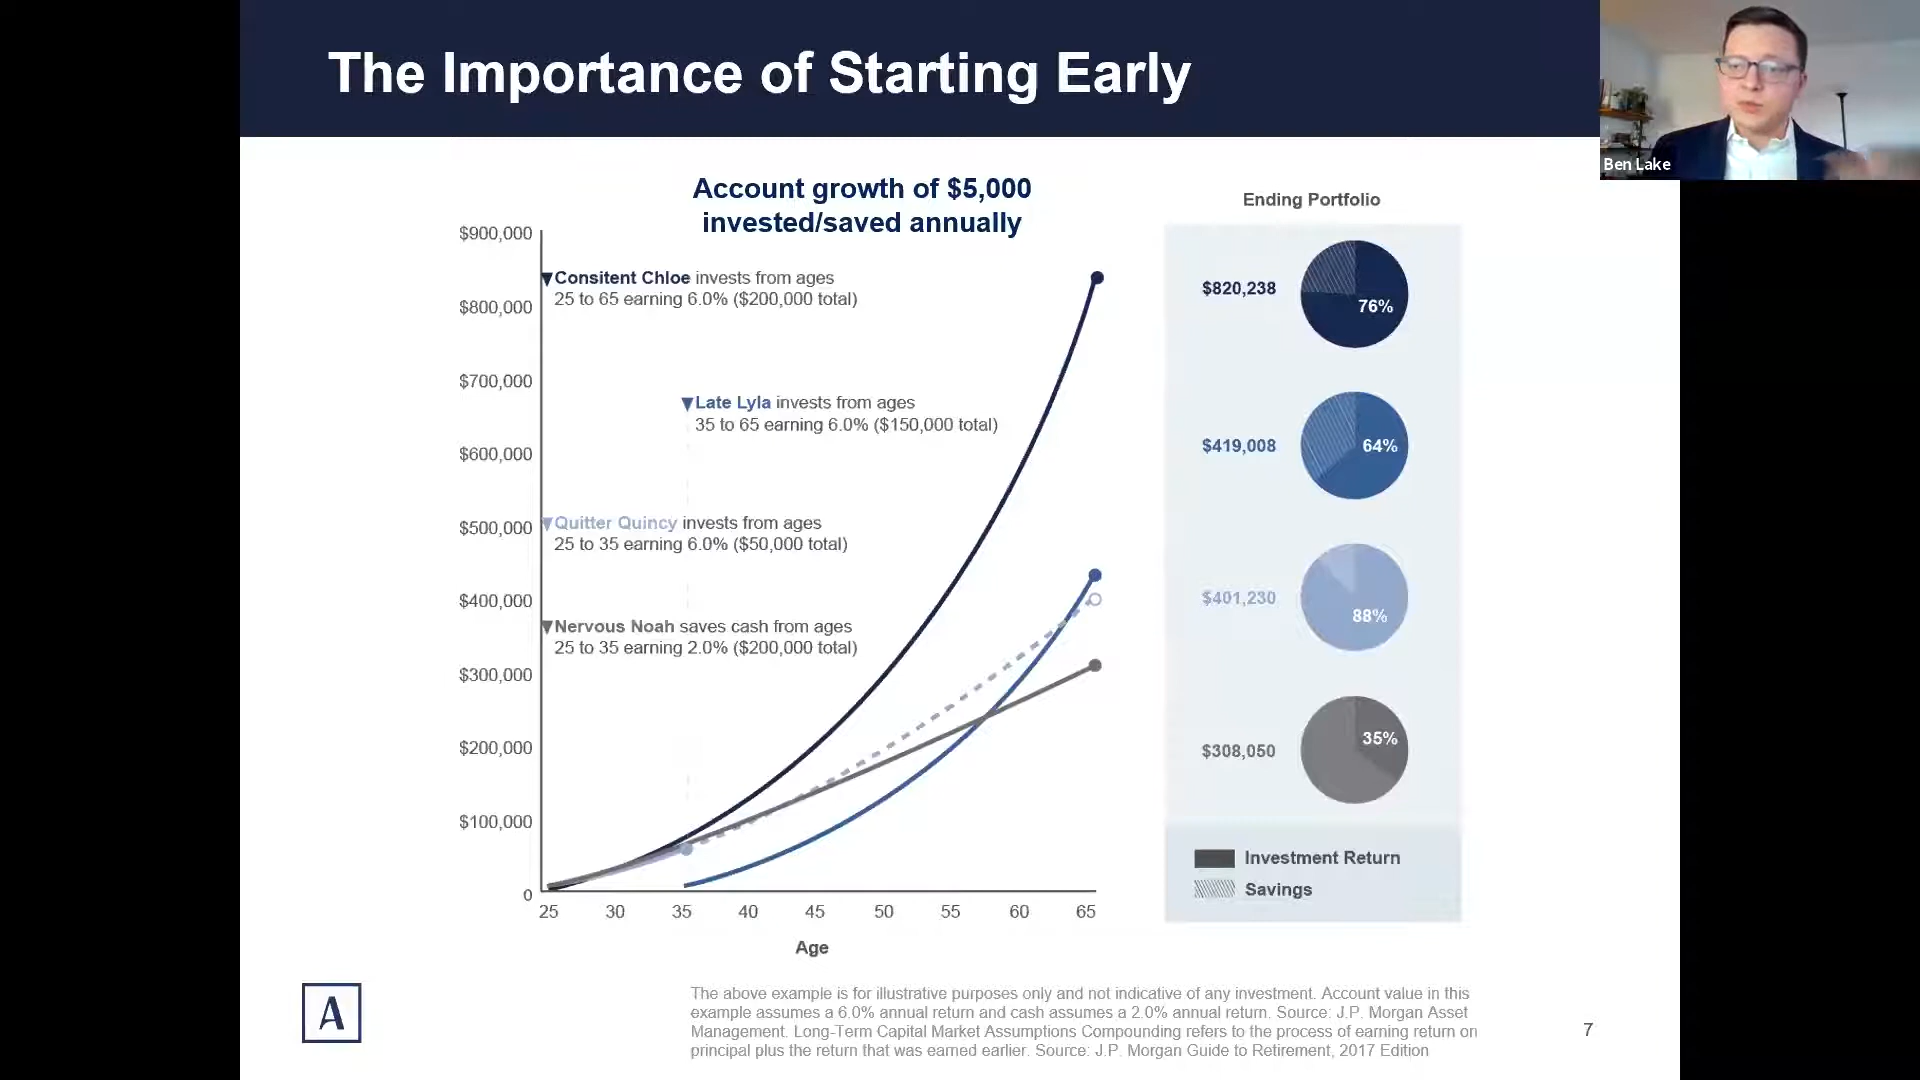 The Importance of Starting Early
Ben Lake
Account growth of $5,000
invested/saved annually
$900,000
$800,000
$700,000
$600,000
$500,000
$400,000
$300,000
$200,000
$100,000
0
▼Consitent Chloe invests from ages
25 to 65 earning 6.0% ($200,000 total)
▼Late Lyla invests from ages
35 to 65 earning 6.0% ($150,000 total)
▼Quitter Quincy invests from ages
25 to 35 earning 6.0% ($50,000 total)
▼Nervous Noah saves cash from ages
25 to 35 earning 2.0% ($200,000 total)
25 30 35 40 45 50 55 60 65
Age
Ending Portfolio
$820,238 76%
$419,008 64%
$401,230 88%
$308,050 35%
Investment Return
Savings
A
The above example is for illustrative purposes only and not indicative of any investment. Account value in this
example assumes a 6.0% annual return and cash assumes a 2.0% annual return. Source: J.P. Morgan Asset
Management. Long-Term Capital Market Assumptions Compounding refers to the process of earning return on
principal plus the return that was earned earlier. Source: J.P. Morgan Guide to Retirement, 2017 Edition
7